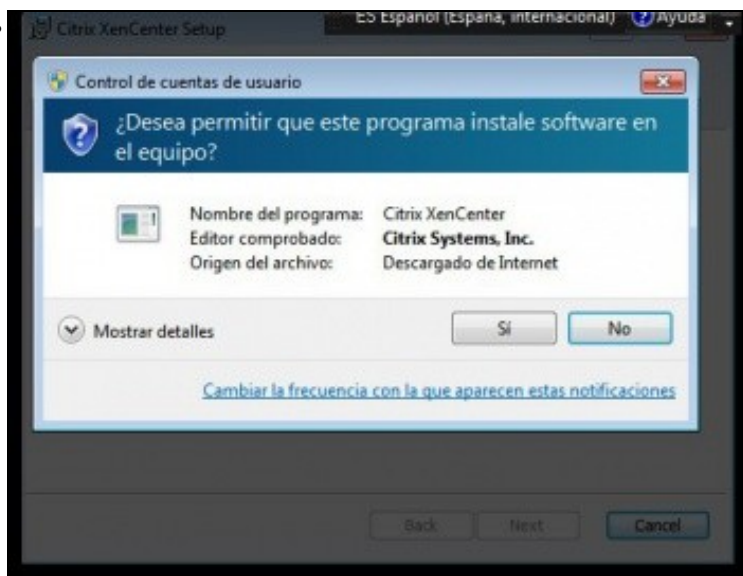 Citrix XenCenter Setup
ES Español (España, internacional) Ayuda
Control de cuentas de usuario
¿Desea permitir que este programa instale software en
el equipo?
Nombre del programa: Citrix XenCenter
Editor comprobado: Citrix Systems, Inc.
Origen del archivo: Descargado de Internet
Mostrar detalles
Sí
No
Cambiar la frecuencia con la que aparecen estas notificaciones
Back
Next
Cancel